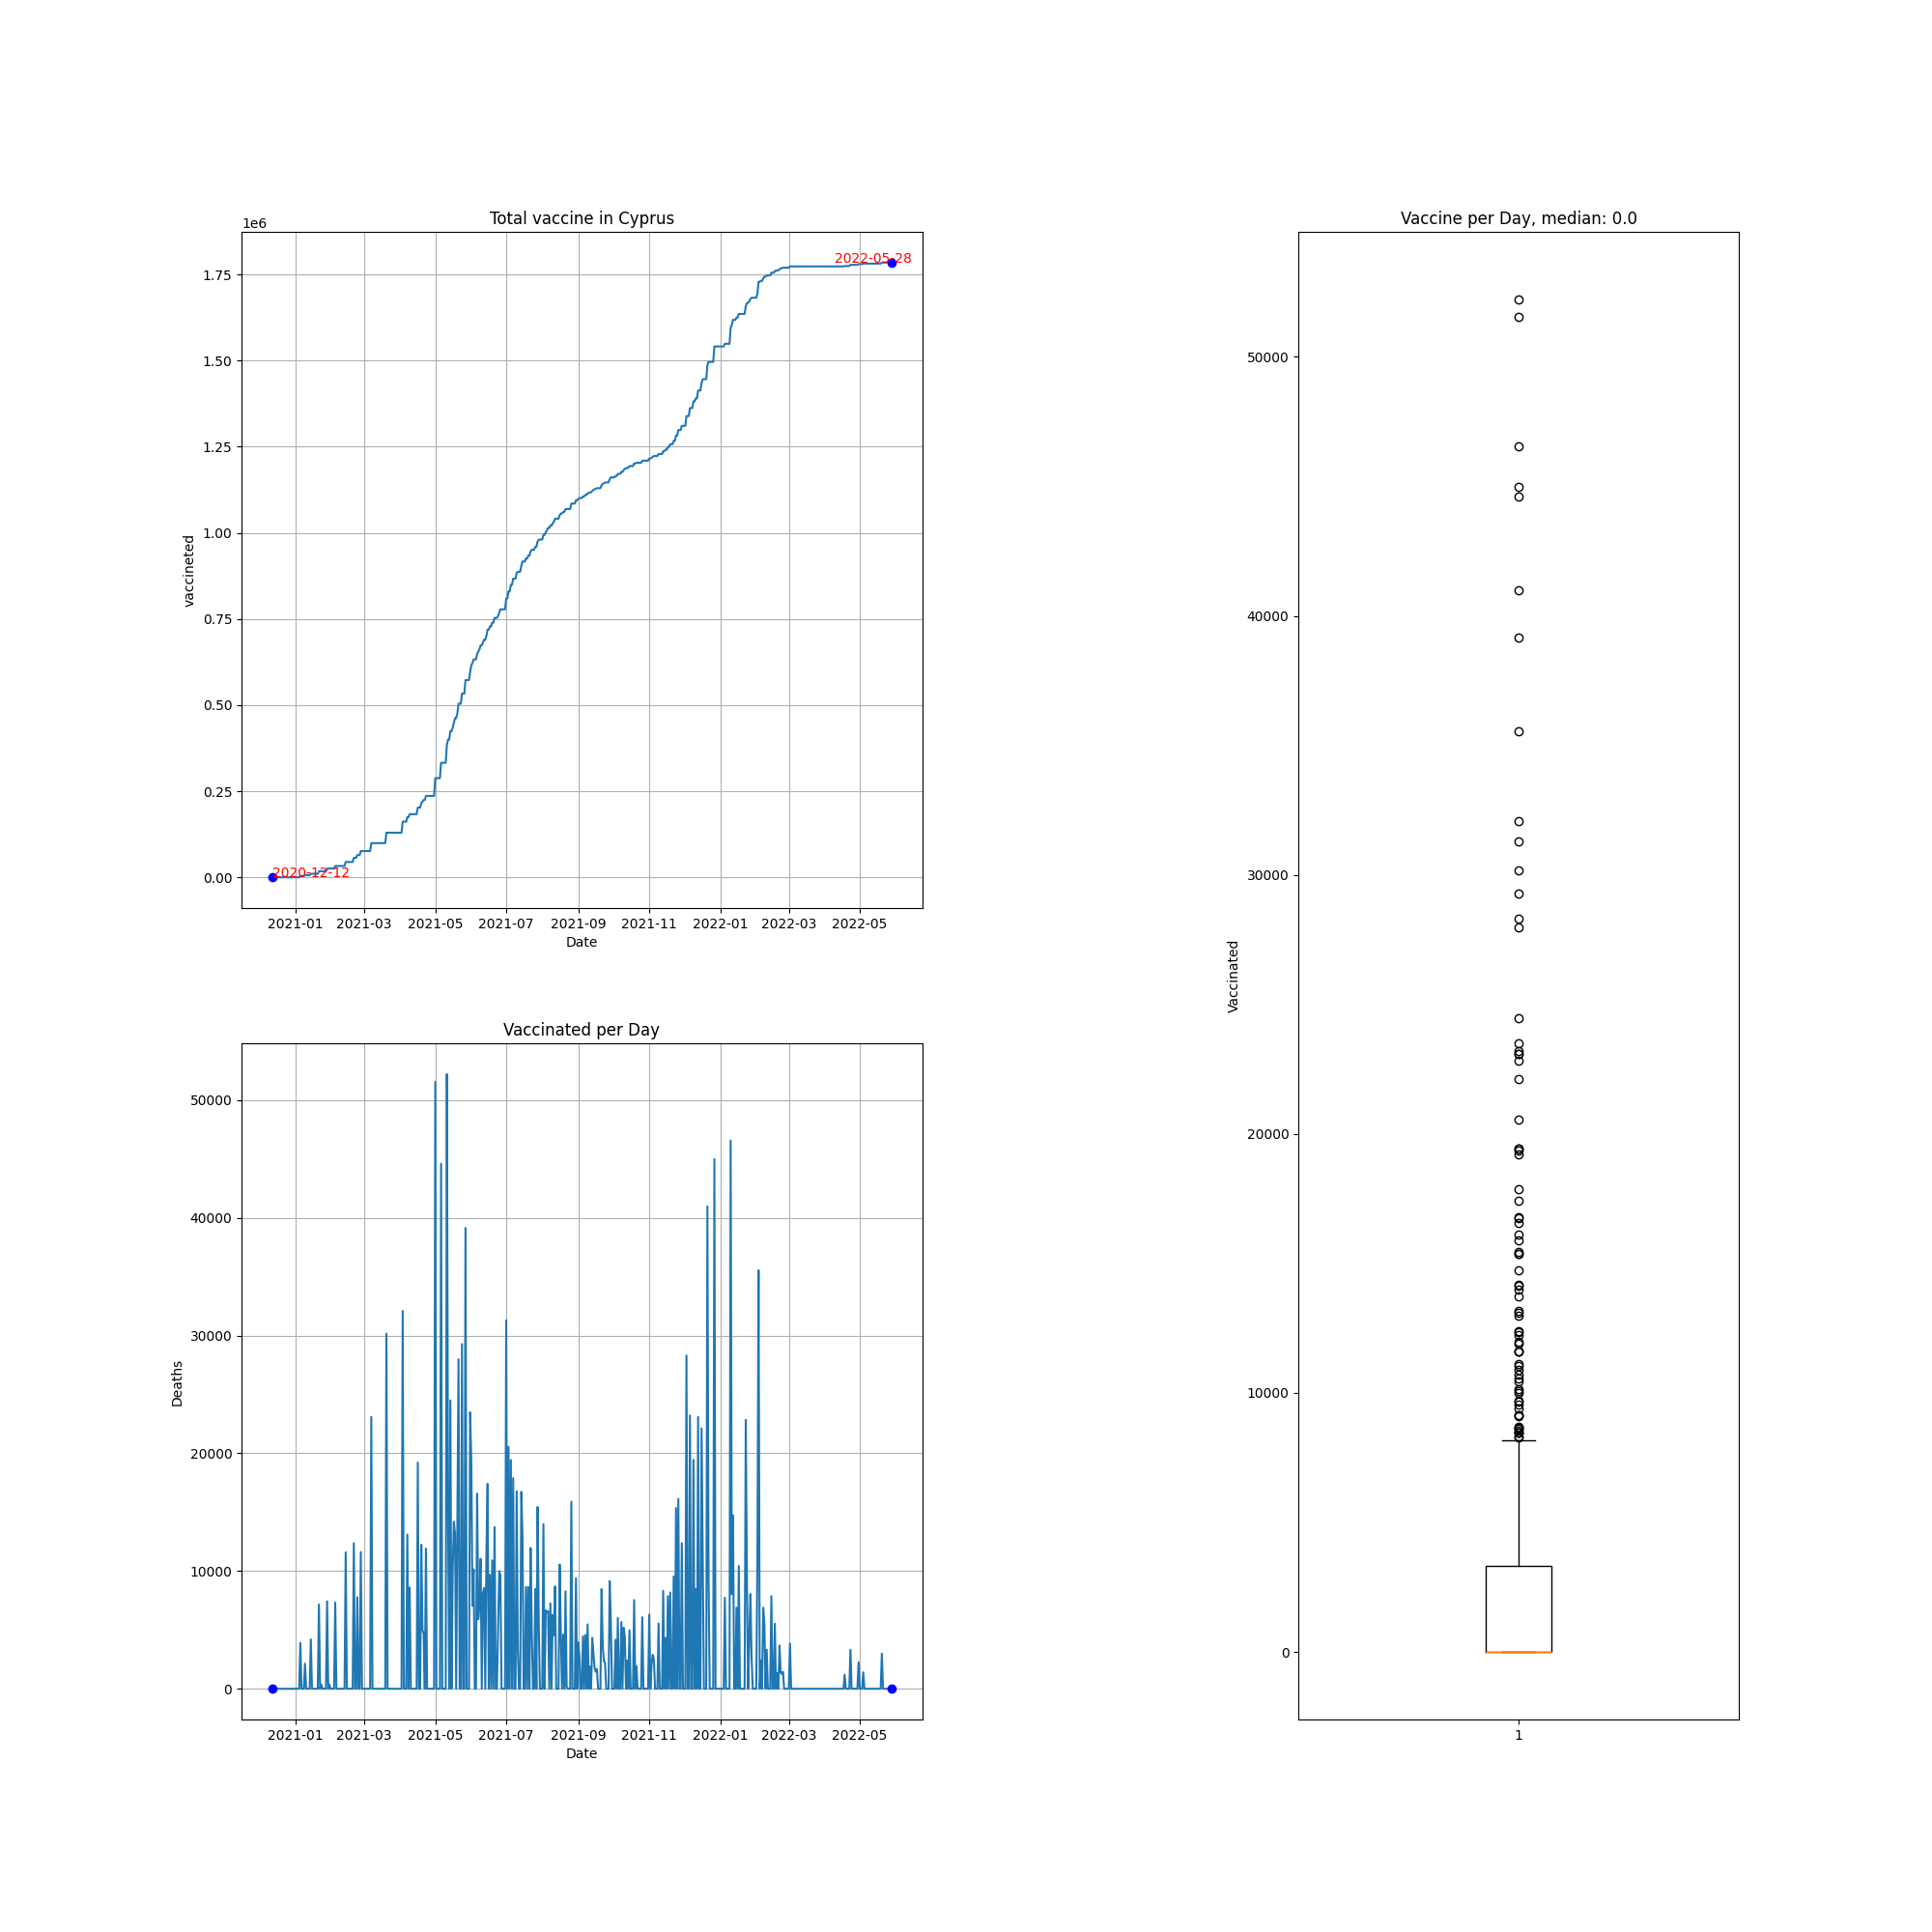 Total vaccine in Cyprus
1e6
1.75
1.50
1.25
1.00
0.75
0.50
0.25
0.00
vaccineted
2022-05-28
2020-12-12
2021-01 2021-03 2021-05 2021-07 2021-09 2021-11 2022-01 2022-03 2022-05
Date
Vaccinated per Day
50000
40000
30000
20000
10000
0
Deaths
2021-01 2021-03 2021-05 2021-07 2021-09 2021-11 2022-01 2022-03 2022-05
Date
Vaccine per Day, median: 0.0
50000
40000
30000
20000
10000
0
Vaccinated
1